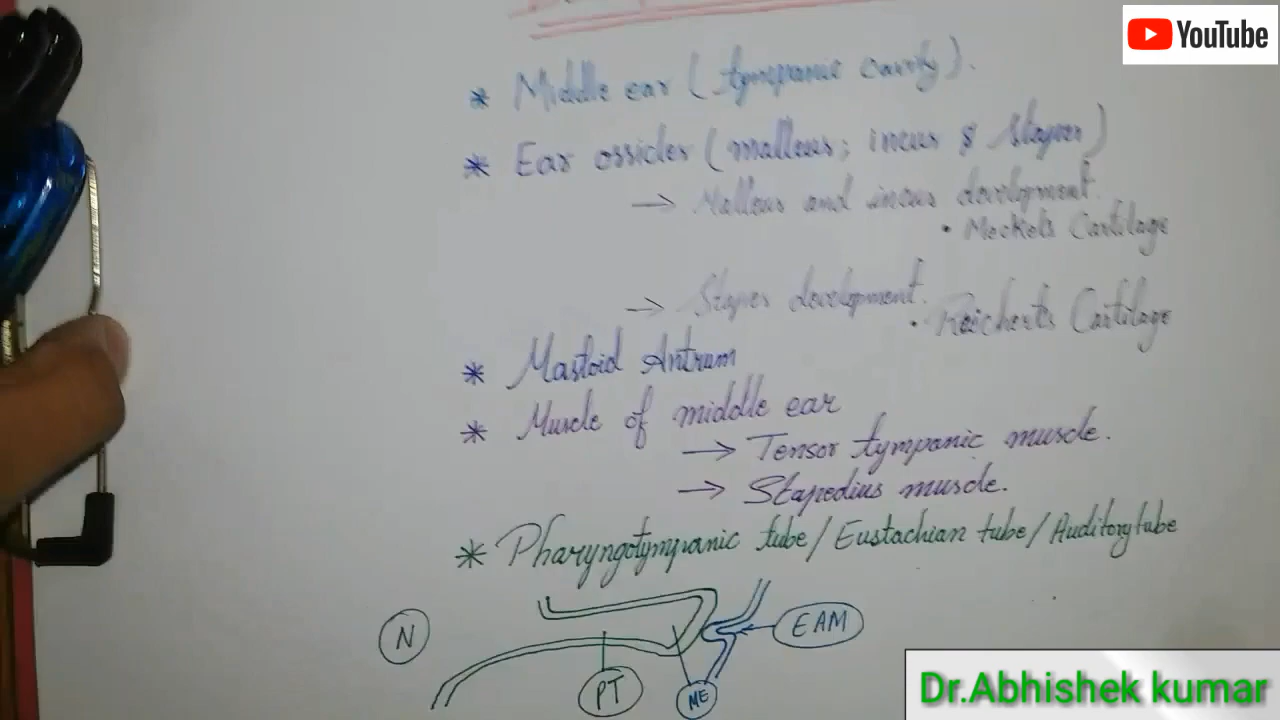 YouTube
* Middle ear (tympanic cavity).
* Ear ossicles (malleus; incus & stapes)
→ Malleus and incus development.
• Meckel's Cartilage
→ Stapes development.
• Reichert's Cartilage
* Mastoid Antrum
* Muscle of middle ear
→ Tensor tympanic muscle.
→ Stapedius muscle.
* Pharyngotympanic tube/Eustachian tube/Auditory tube
N
EAM
PT
ME
Dr.Abhishek kumar